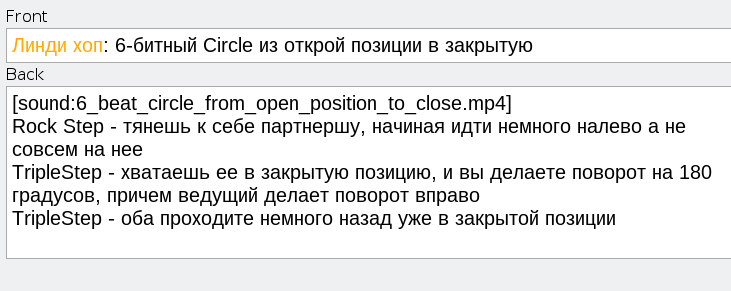 Front
Линди хоп: 6-битный Circle из открой позиции в закрытую
Back
[sound:6_beat_circle_from_open_position_to_close.mp4]
Rock Step - тянешь к себе партнершу, начиная идти немного налево а не
совсем на нее
TripleStep - хватаешь ее в закрытую позицию, и вы делаете поворот на 180
градусов, причем ведущий делает поворот вправо
TripleStep - оба проходите немного назад уже в закрытой позиции